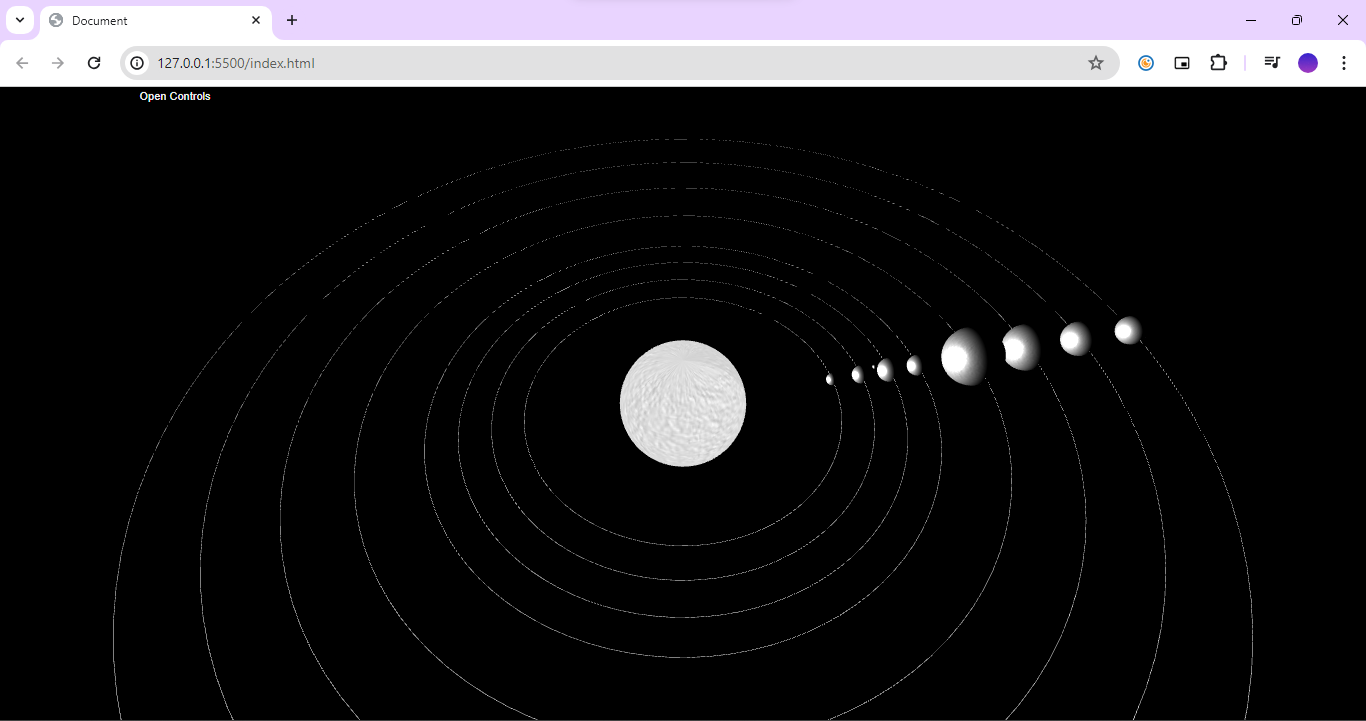 Document
127.0.0.1:5500/index.html
Open Controls